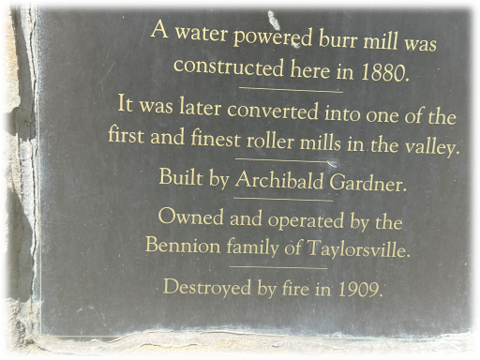 A water powered burr mill was
constructed here in 1880.
It was later converted into one of the
first and finest roller mills in the valley.
Built by Archibald Gardner.
Owned and operated by the
Bennion family of Taylorsville.
Destroyed by fire in 1909.